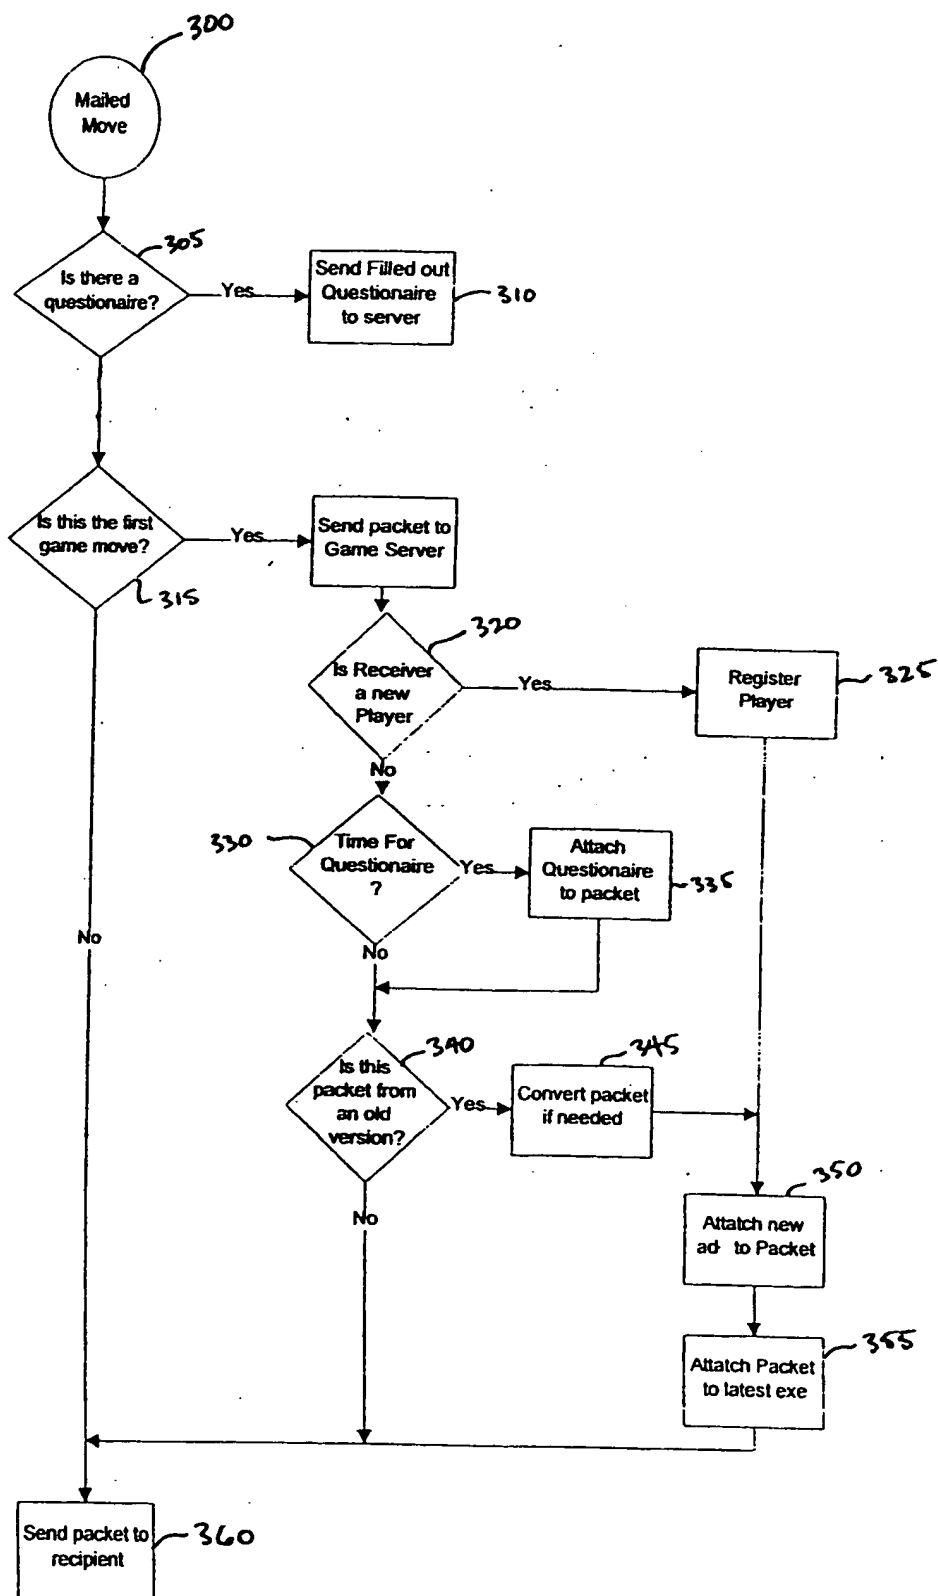 300
Mailed
Move
305
Is there a
questionaire?
Yes
Send Filled out
Questionaire
to server
310
Is this the first
game move?
315
Yes
Send packet to
Game Server
320
Is Receiver
a new
Player
Yes
Register
Player
325
No
330
Time For
Questionaire
?
Yes
Attach
Questionaire
to packet
335
No
No
340
Is this
packet from
an old
version?
Yes
345
Convert packet
if needed
350
Attatch new
ad to Packet
No
355
Attatch Packet
to latest exe
Send packet to
recipient
360